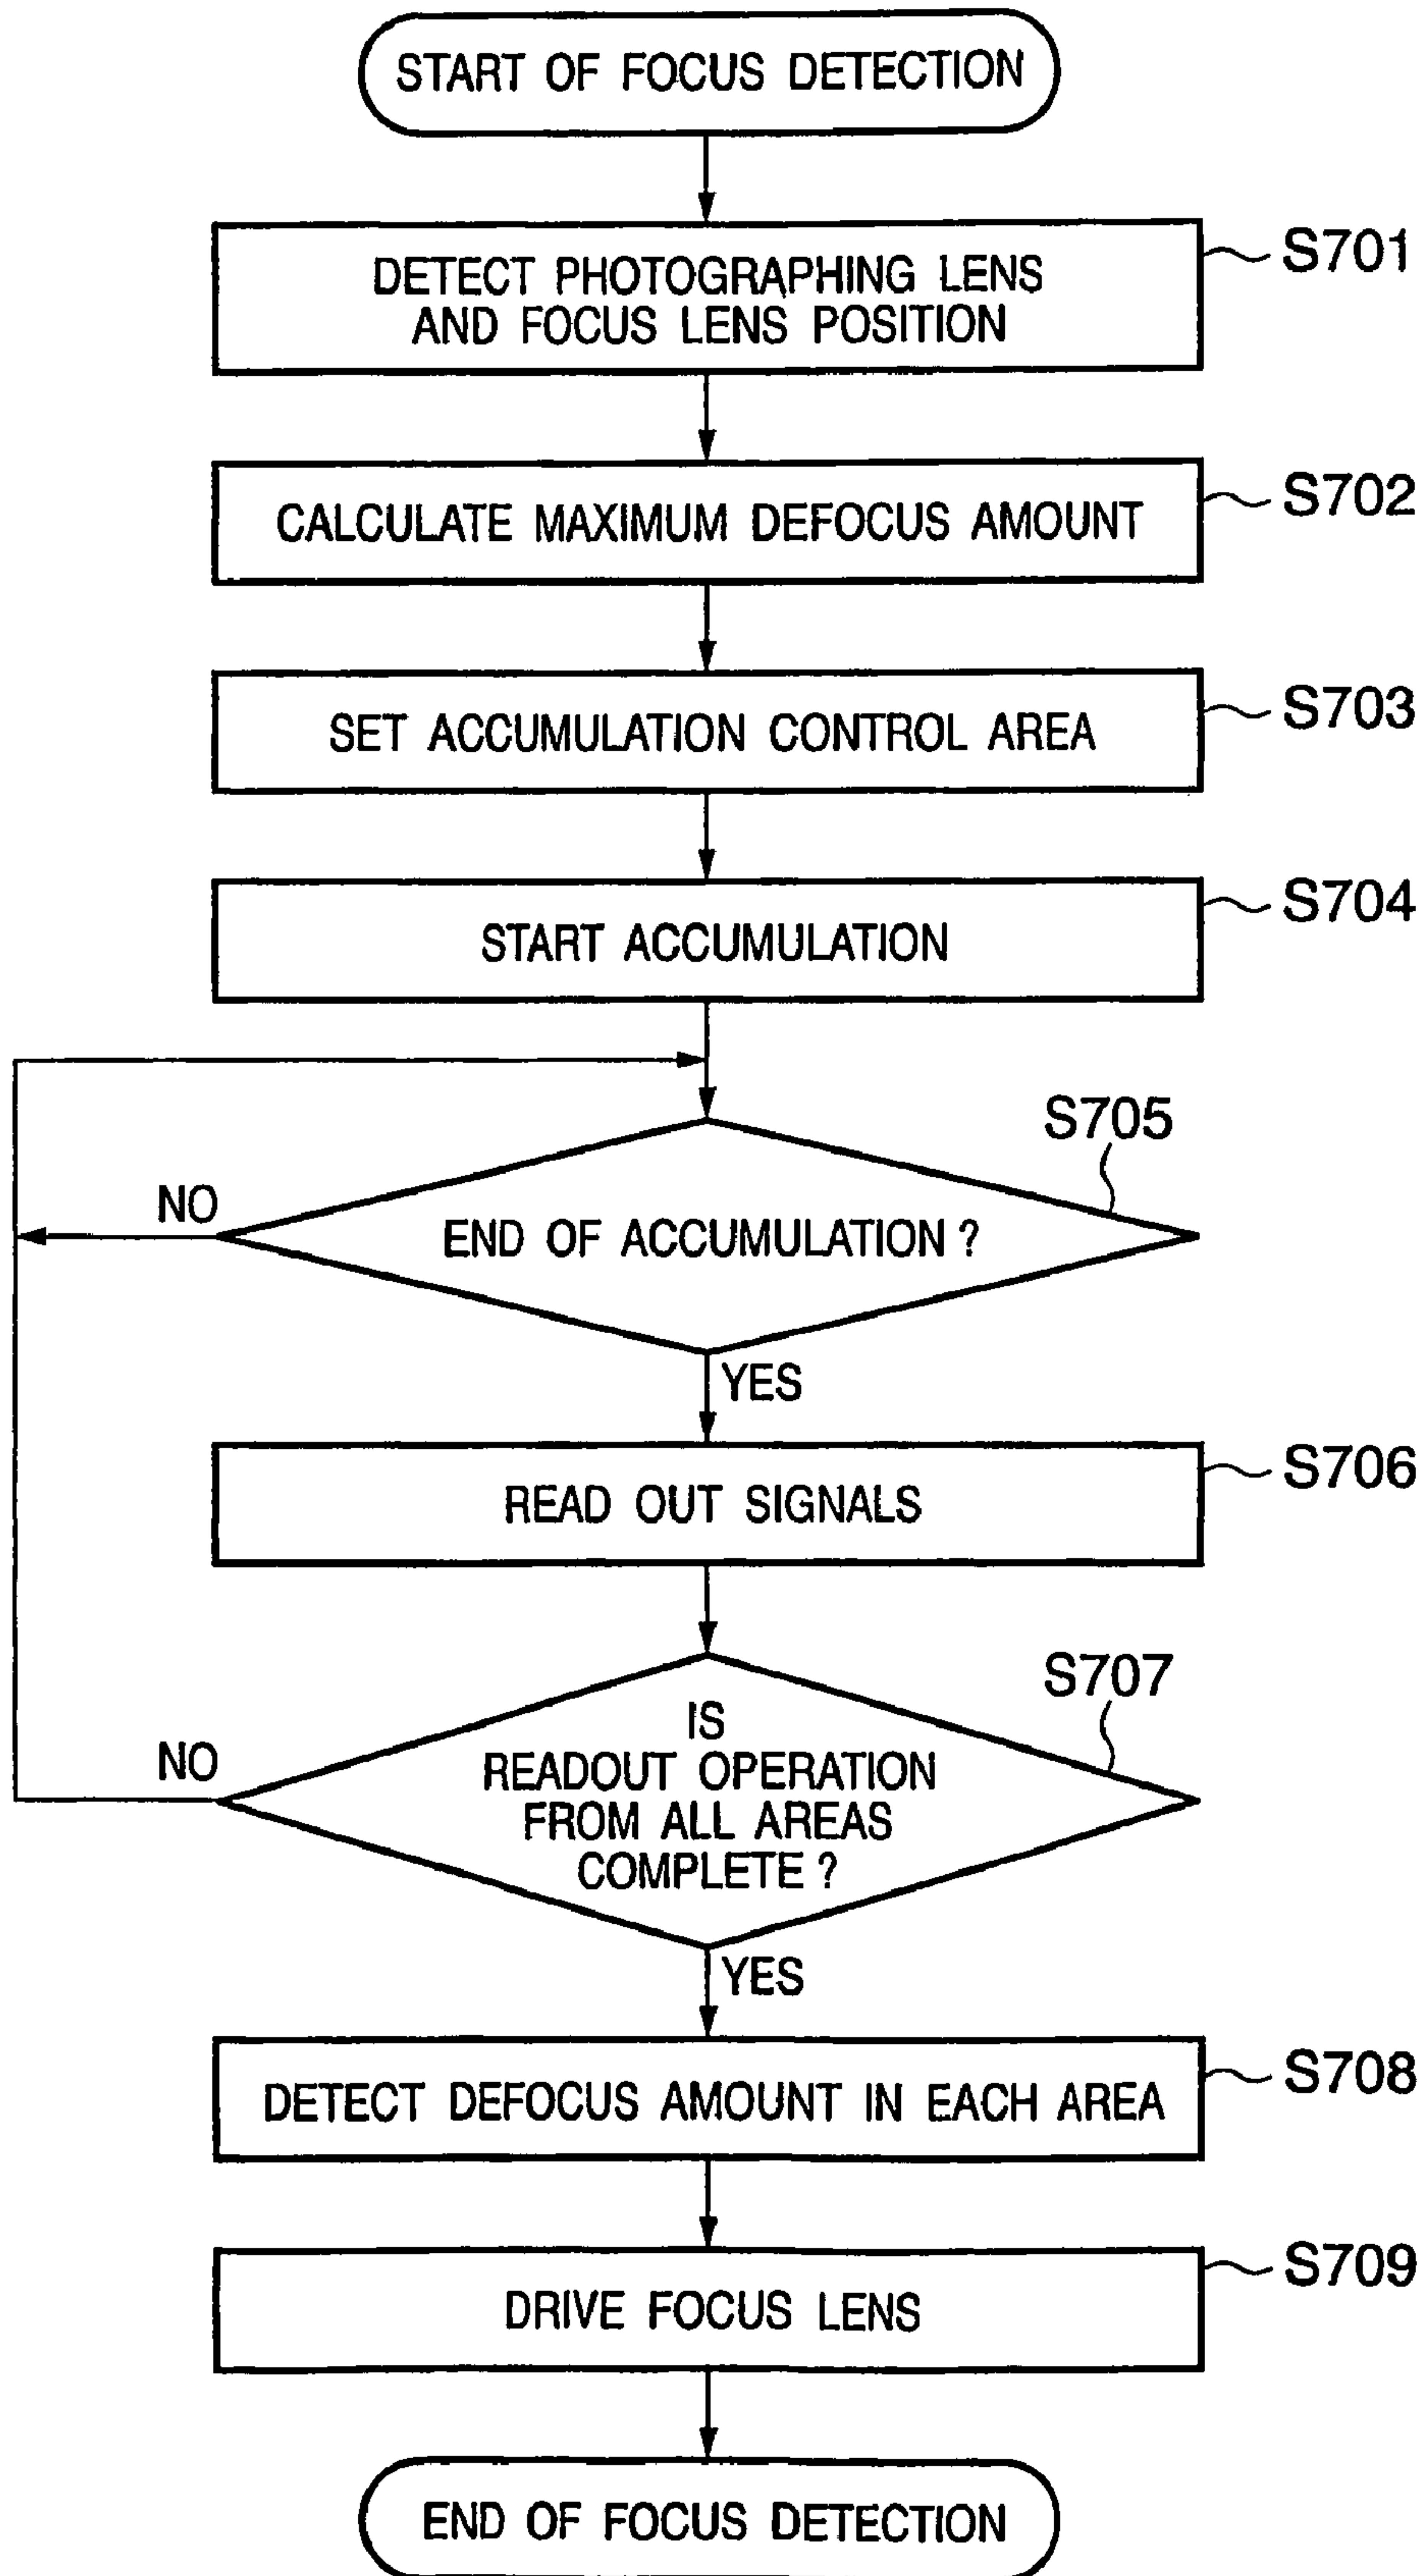 START OF FOCUS DETECTION
DETECT PHOTOGRAPHING LENS
AND FOCUS LENS POSITION
S701
CALCULATE MAXIMUM DEFOCUS AMOUNT
S702
SET ACCUMULATION CONTROL AREA
S703
START ACCUMULATION
S704
S705
NO
END OF ACCUMULATION ?
YES
READ OUT SIGNALS
S706
S707
NO
IS
READOUT OPERATION
FROM ALL AREAS
COMPLETE ?
YES
DETECT DEFOCUS AMOUNT IN EACH AREA
S708
DRIVE FOCUS LENS
S709
END OF FOCUS DETECTION